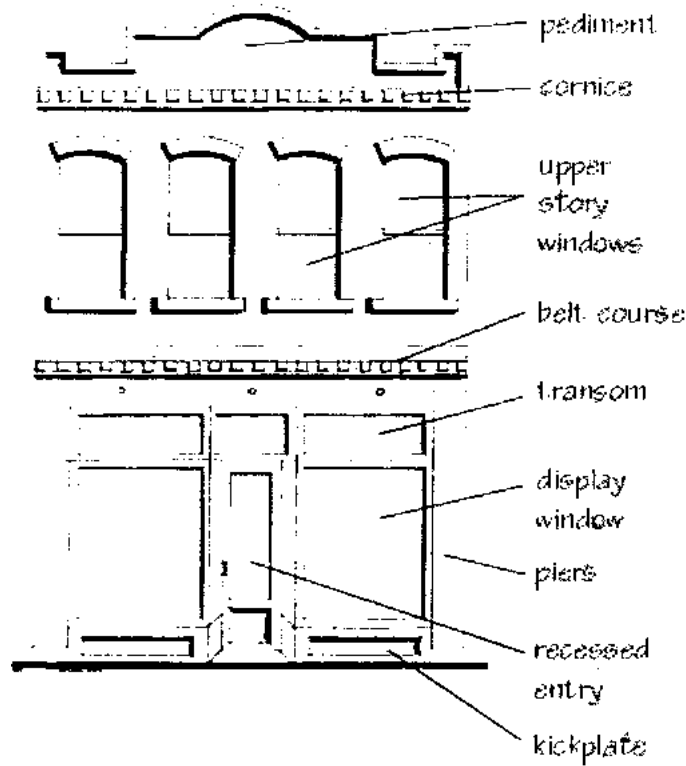 pediment
cornice
upper
story
windows
belt course
transom
display
window
piers
recessed
entry
kickplate